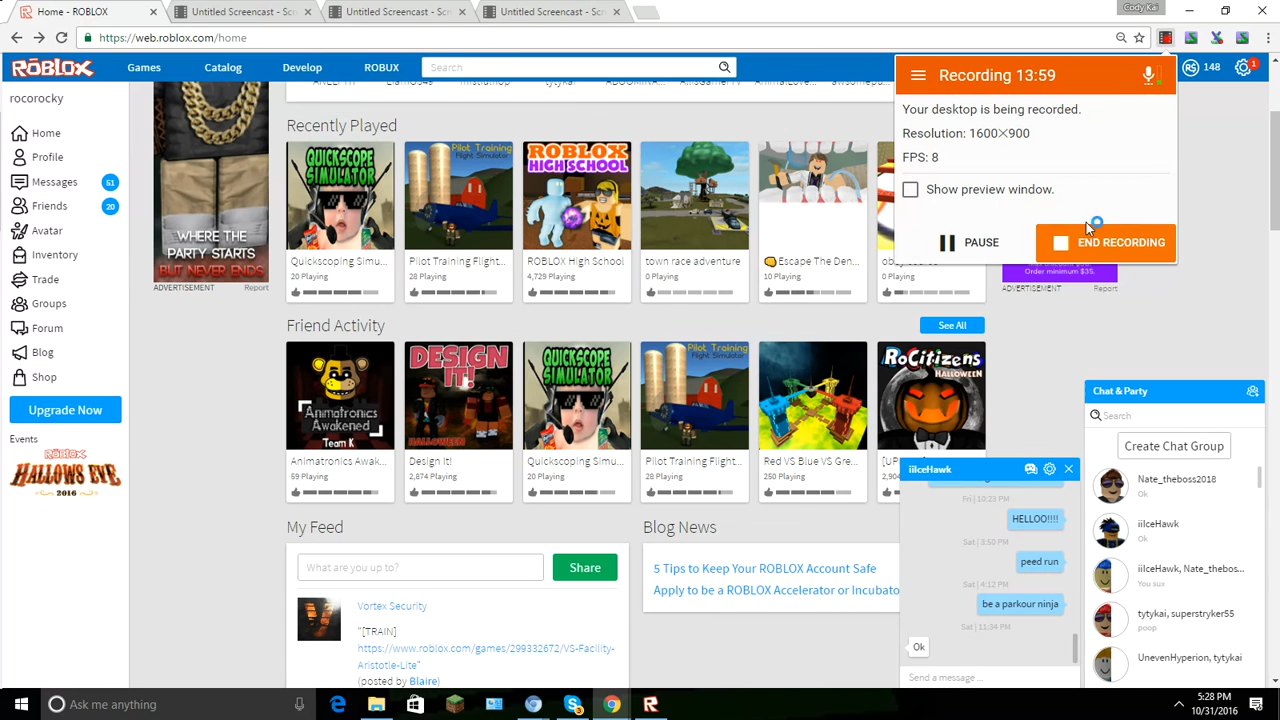 Home - ROBLOX
Untitled Screencast - Scre
Untitled Screencast - Scre
Untitled Screencast - Scre
Cody Kai
https://web.roblox.com/home
ROBLOX Games Catalog Develop ROBUX Search
148
1
rocorocky
Home
Profile
Messages 51
Friends 20
Avatar
Inventory
Trade
Groups
Forum
Blog
Shop
Upgrade Now
Events
HALLOWS EVE
2016
WHERE THE
PARTY STARTS
BUT NEVER ENDS
ADVERTISEMENT Report
Recording 13:59
Your desktop is being recorded.
Resolution: 1600×900
FPS: 8
Show preview window.
PAUSE
END RECORDING
Order minimum $35.
ADVERTISEMENT Report
Recently Played
QUICKSCOPE
SIMULATOR
Pilot Training
Flight Simulator
ROBLOX
HIGH SCHOOL
Quickscoping Simu...
20 Playing
Pilot Training Flight...
28 Playing
ROBLOX High School
4,729 Playing
town race adventure
0 Playing
Escape The Den...
10 Playing
0 Playing
Friend Activity
See All
Animatronics
Awakened
Team K
DESIGN
IT!
HALLOWEEN
QUICKSCOPE
SIMULATOR
Pilot Training
Flight Simulator
RoCitizens
HALLOWEEN
Animatronics Awak...
59 Playing
Design It!
2,874 Playing
Quickscoping Simu...
20 Playing
Pilot Training Flight...
28 Playing
Red VS Blue VS Gre...
250 Playing
My Feed
What are you up to?
Share
Vortex Security
"[TRAIN]
https://www.roblox.com/games/299332672/VS-Facility-
Aristotle-Lite"
(posted by Blaire)
Blog News
5 Tips to Keep Your ROBLOX Account Safe
Apply to be a ROBLOX Accelerator or Incubato
iiIceHawk
Fri | 10:23 PM
HELLOO!!!!
Sat | 3:50 PM
peed run
Sat | 4:12 PM
be a parkour ninja
Sat | 11:34 PM
Ok
Send a message ...
Chat & Party
Search
Create Chat Group
Nate_theboss2018
Ok
iiIceHawk
Ok
iiIceHawk, Nate_thebos...
You sux
tytykai, superstryker55
poop
UnevenHyperion, tytykai
Ask me anything
5:28 PM
10/31/2016